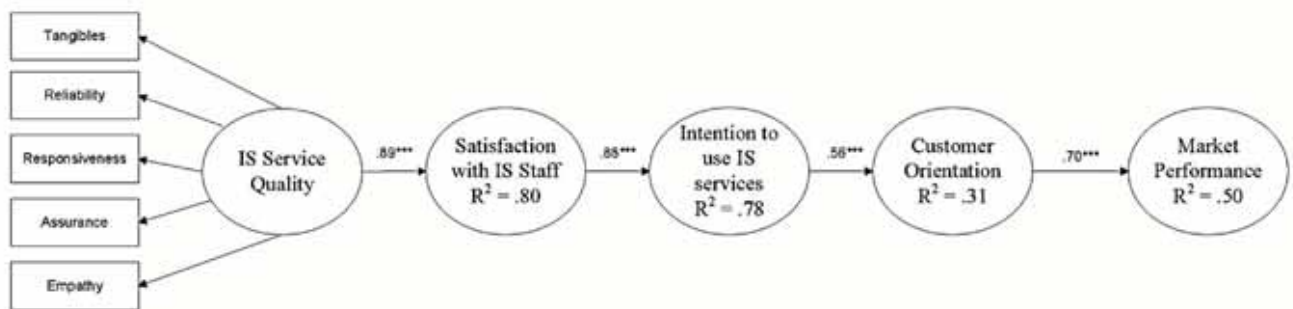 Tangibles
Reliability
Responsiveness
Assurance
Empathy
IS Service
Quality
.89***
Satisfaction
with IS Staff
R² = .80
.88***
Intention to
use IS
services
R² = .78
.56***
Customer
Orientation
R² = .31
.70***
Market
Performance
R² = .50